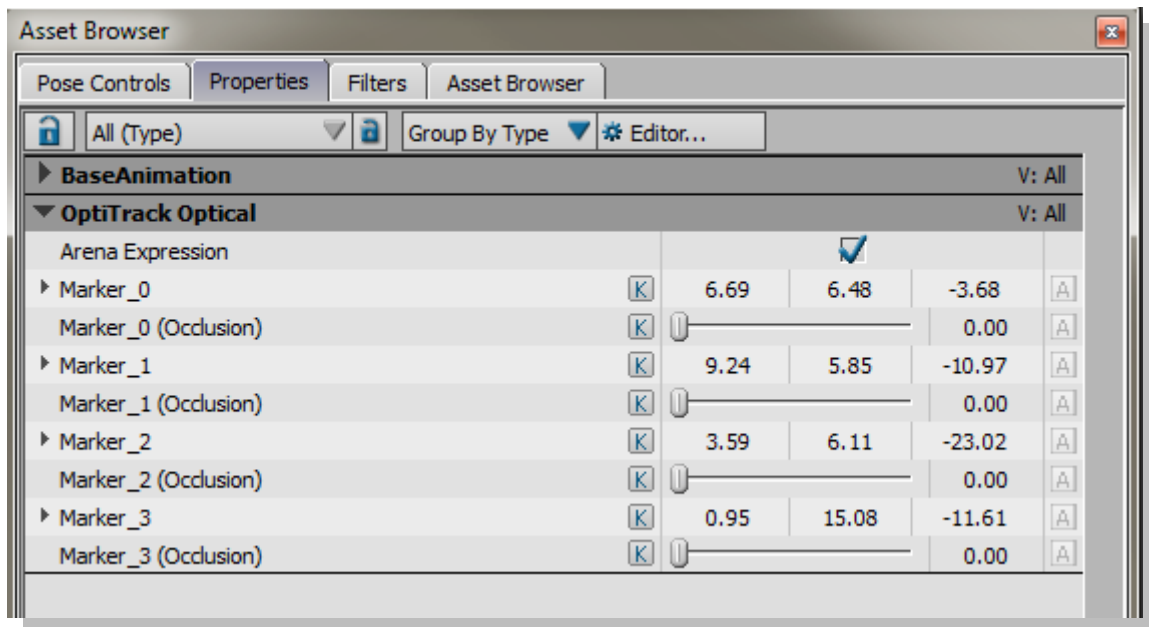 Asset Browser
Pose Controls Properties Filters Asset Browser
All (Type) Group By Type Editor...
BaseAnimation V: All
OptiTrack Optical V: All
Arena Expression
Marker_0 K 6.69 6.48 -3.68 A
Marker_0 (Occlusion) K 0.00 A
Marker_1 K 9.24 5.85 -10.97 A
Marker_1 (Occlusion) K 0.00 A
Marker_2 K 3.59 6.11 -23.02 A
Marker_2 (Occlusion) K 0.00 A
Marker_3 K 0.95 15.08 -11.61 A
Marker_3 (Occlusion) K 0.00 A